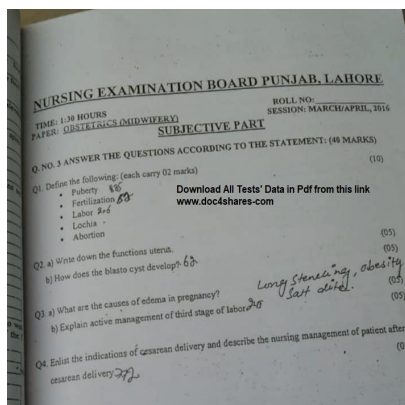 NURSING EXAMINATION BOARD PUNJAB, LAHORE
ROLL NO:
TIME: 1:30 HOURS
SESSION: MARCH/APRIL, 2016
PAPER: OBSTETRICS (MIDWIFERY)
SUBJECTIVE PART
Q. NO. 3 ANSWER THE QUESTIONS ACCORDING TO THE STATEMENT: (48 MARKS)
Q1. Define the following: (each carry 02 marks) (10)
• Puberty
• Fertilization
• Labor
• Lochia
• Abortion
Download All Tests' Data in Pdf from this link
www.doc4shares-com
Q2. a) Write down the functions uterus. (05)
b) How does the blasto cyst develop? (05)
Long standing, obesity
Salt diet.
Q3. a) What are the causes of edema in pregnancy? (05)
b) Explain active management of third stage of labor (05)
Q4. Enlist the indications of cesarean delivery and describe the nursing management of patient after
cesarean delivery